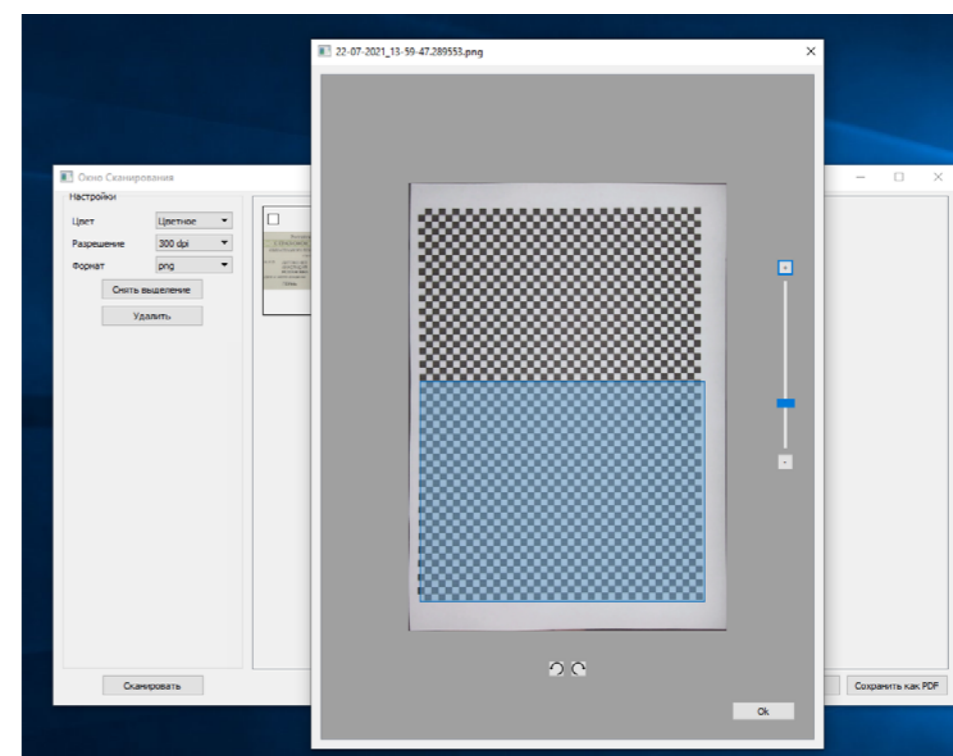 22-07-2021_13-59-47.289553.png
Окно Сканирования
Настройки
Цвет
Цветное
Разрешение
300 dpi
Формат
png
Снять выделение
Удалить
+
-
Сканировать
Ok
Сохранить как PDF